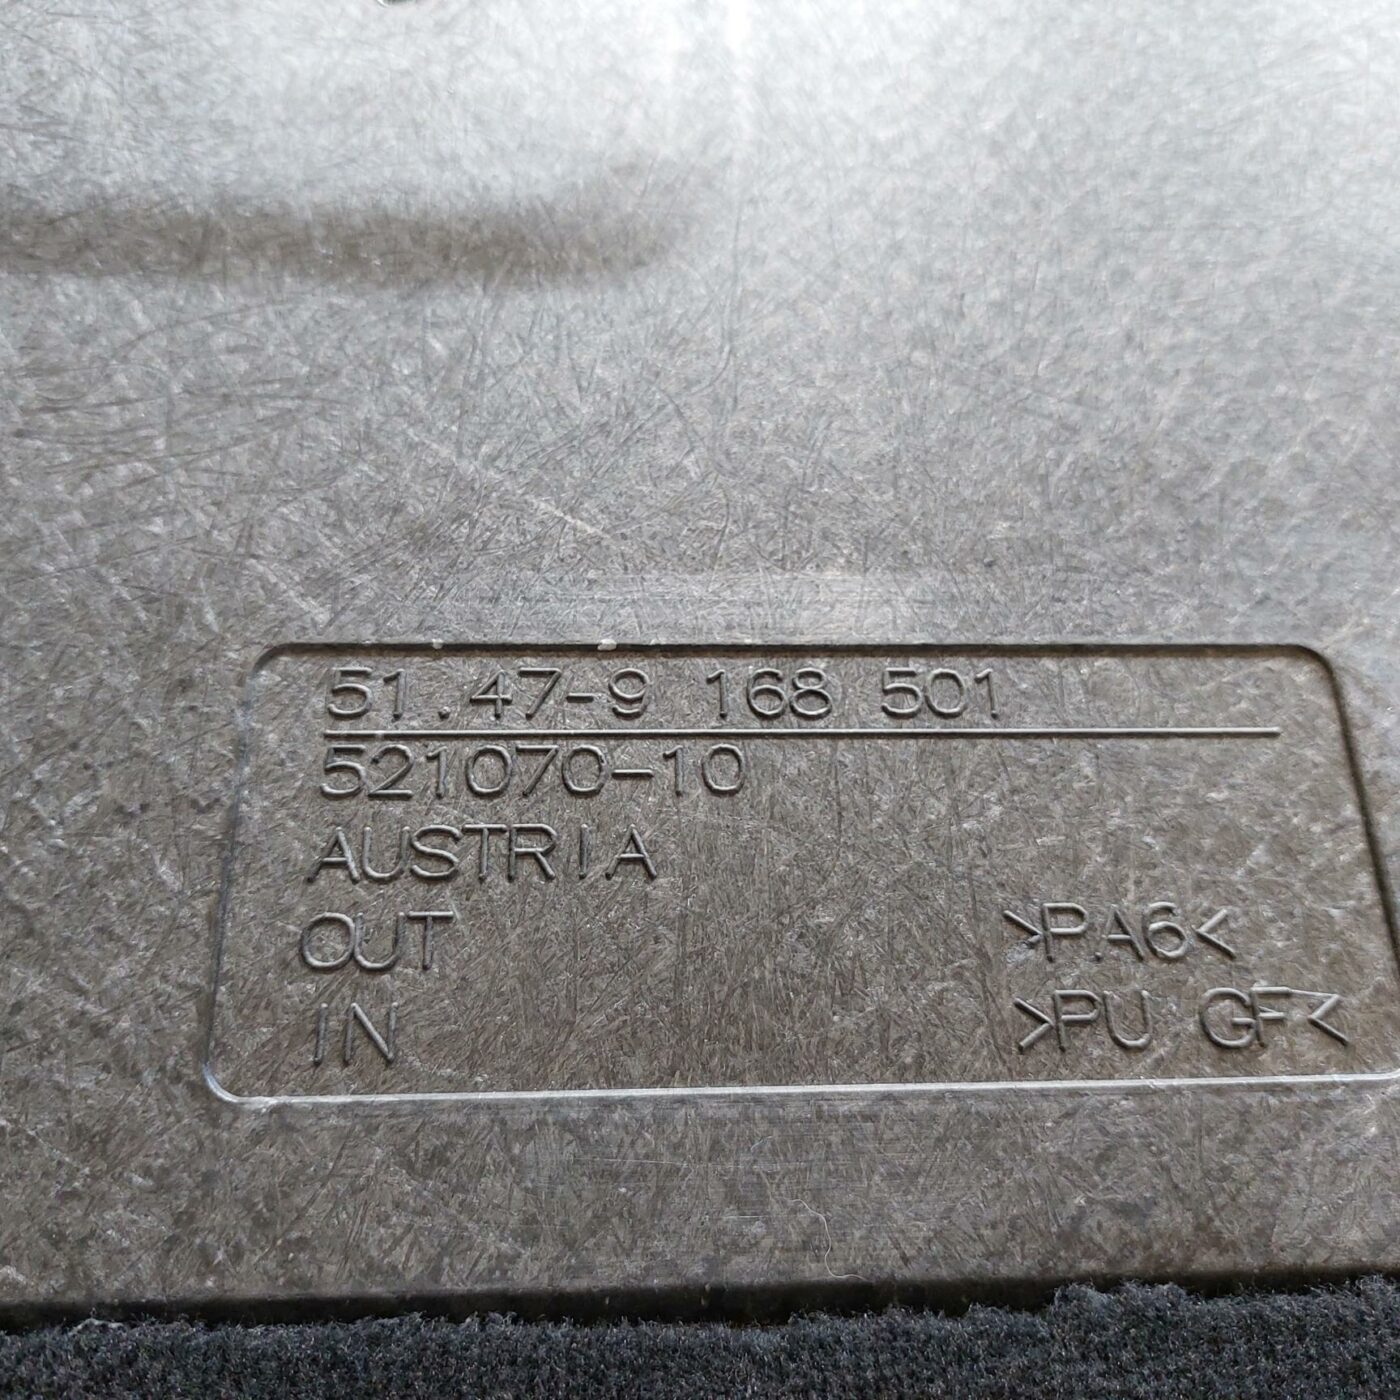 51.47-9 168 501
521070-10
AUSTRIA
OUT >PA6<
IN >PU GF<